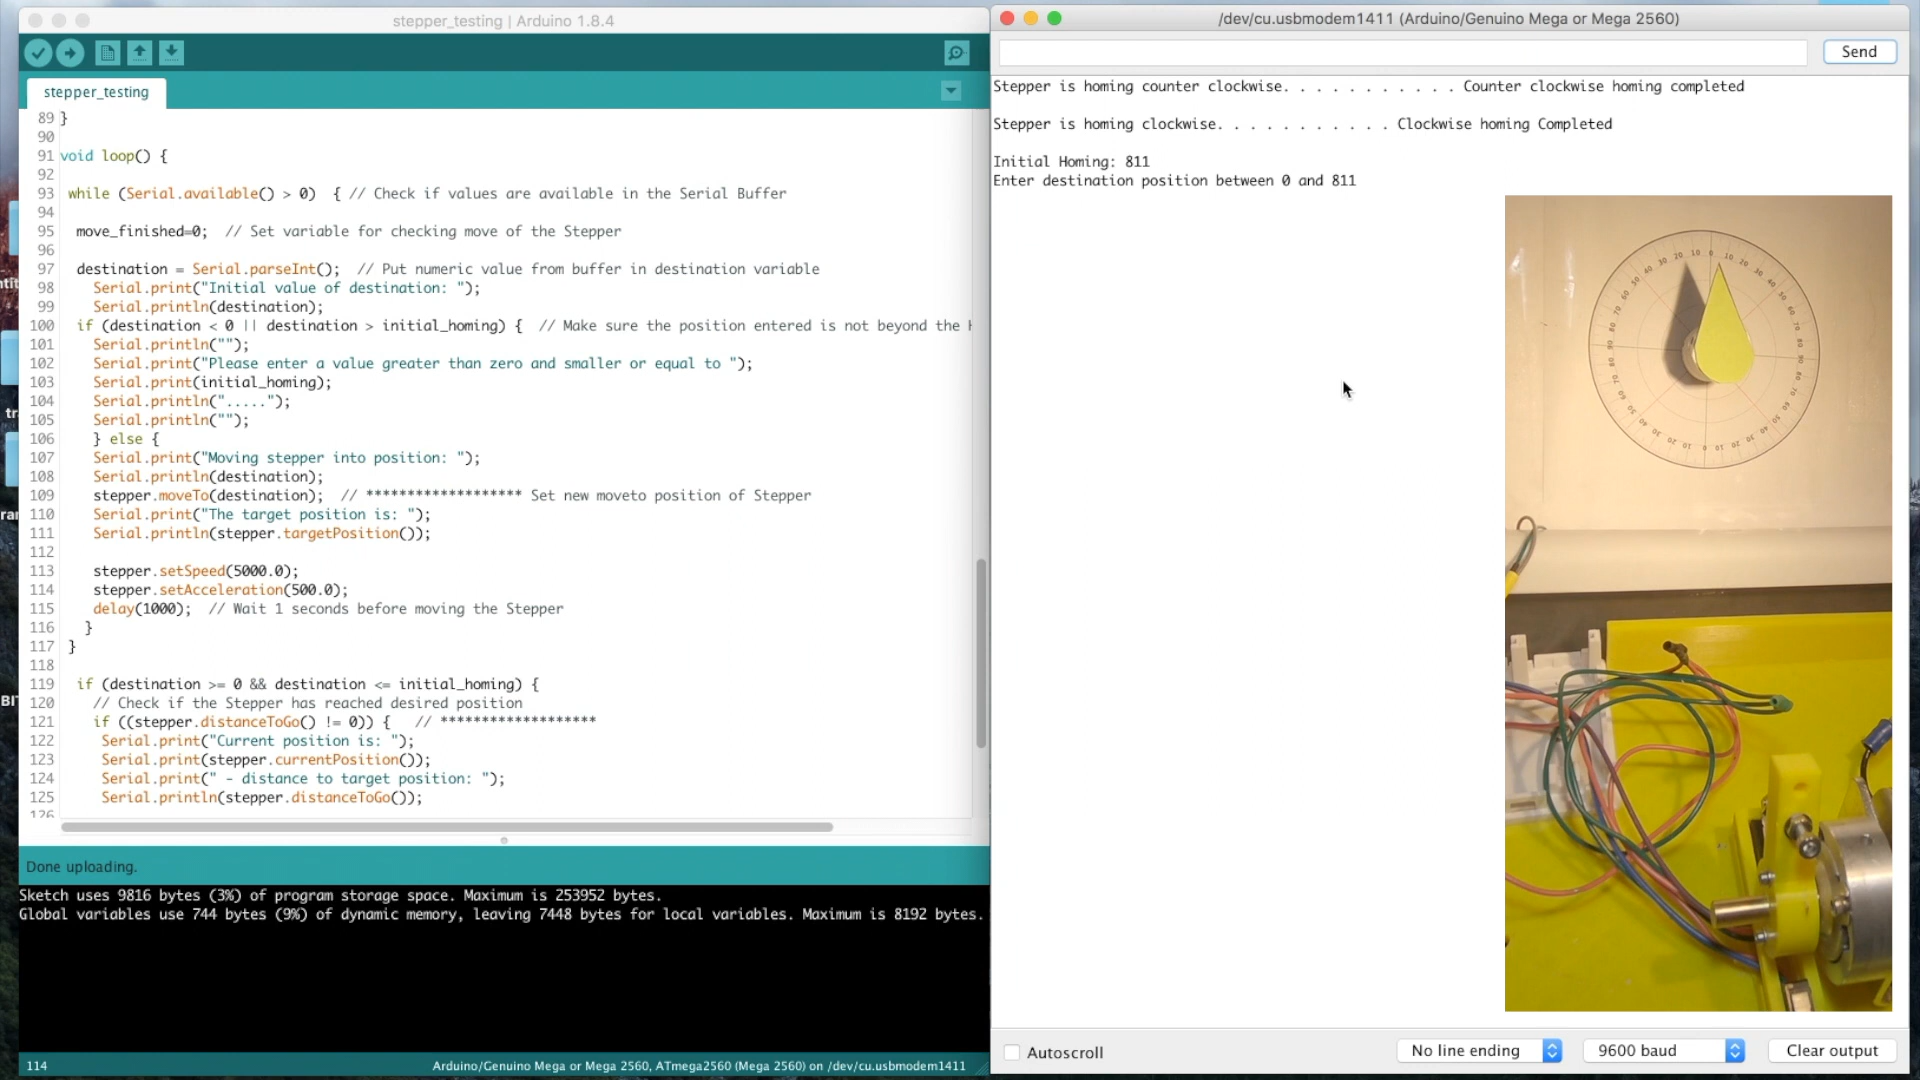 stepper_testing | Arduino 1.8.4
stepper_testing
89 }
90
91 void loop() {
92
93 while (Serial.available() > 0) { // Check if values are available in the Serial Buffer
94
95 move_finished=0; // Set variable for checking move of the Stepper
96
97 destination = Serial.parseInt(); // Put numeric value from buffer in destination variable
98 Serial.print("Initial value of destination: ");
99 Serial.println(destination);
100 if (destination < 0 || destination > initial_homing) { // Make sure the position entered is not beyond the
101 Serial.println("");
102 Serial.print("Please enter a value greater than zero and smaller or equal to ");
103 Serial.print(initial_homing);
104 Serial.println(".....");
105 Serial.println("");
106 } else {
107 Serial.print("Moving stepper into position: ");
108 Serial.println(destination);
109 stepper.moveTo(destination); // ******************* Set new moveto position of Stepper
110 Serial.print("The target position is: ");
111 Serial.println(stepper.targetPosition());
112
113 stepper.setSpeed(5000.0);
114 stepper.setAcceleration(500.0);
115 delay(1000); // Wait 1 seconds before moving the Stepper
116 }
117 }
118
119 if (destination >= 0 && destination <= initial_homing) {
120 // Check if the Stepper has reached desired position
121 if ((stepper.distanceToGo() != 0)) { // *******************
122 Serial.print("Current position is: ");
123 Serial.print(stepper.currentPosition());
124 Serial.print(" - distance to target position: ");
125 Serial.println(stepper.distanceToGo());
126
Done uploading.
Sketch uses 9816 bytes (3%) of program storage space. Maximum is 253952 bytes.
Global variables use 744 bytes (9%) of dynamic memory, leaving 7448 bytes for local variables. Maximum is 8192 bytes.
114
Arduino/Genuino Mega or Mega 2560, ATmega2560 (Mega 2560) on /dev/cu.usbmodem1411
/dev/cu.usbmodem1411 (Arduino/Genuino Mega or Mega 2560)
Send
Stepper is homing counter clockwise. . . . . . . . . . . Counter clockwise homing completed
Stepper is homing clockwise. . . . . . . . . . . Clockwise homing Completed
Initial Homing: 811
Enter destination position between 0 and 811
Autoscroll
No line ending
9600 baud
Clear output